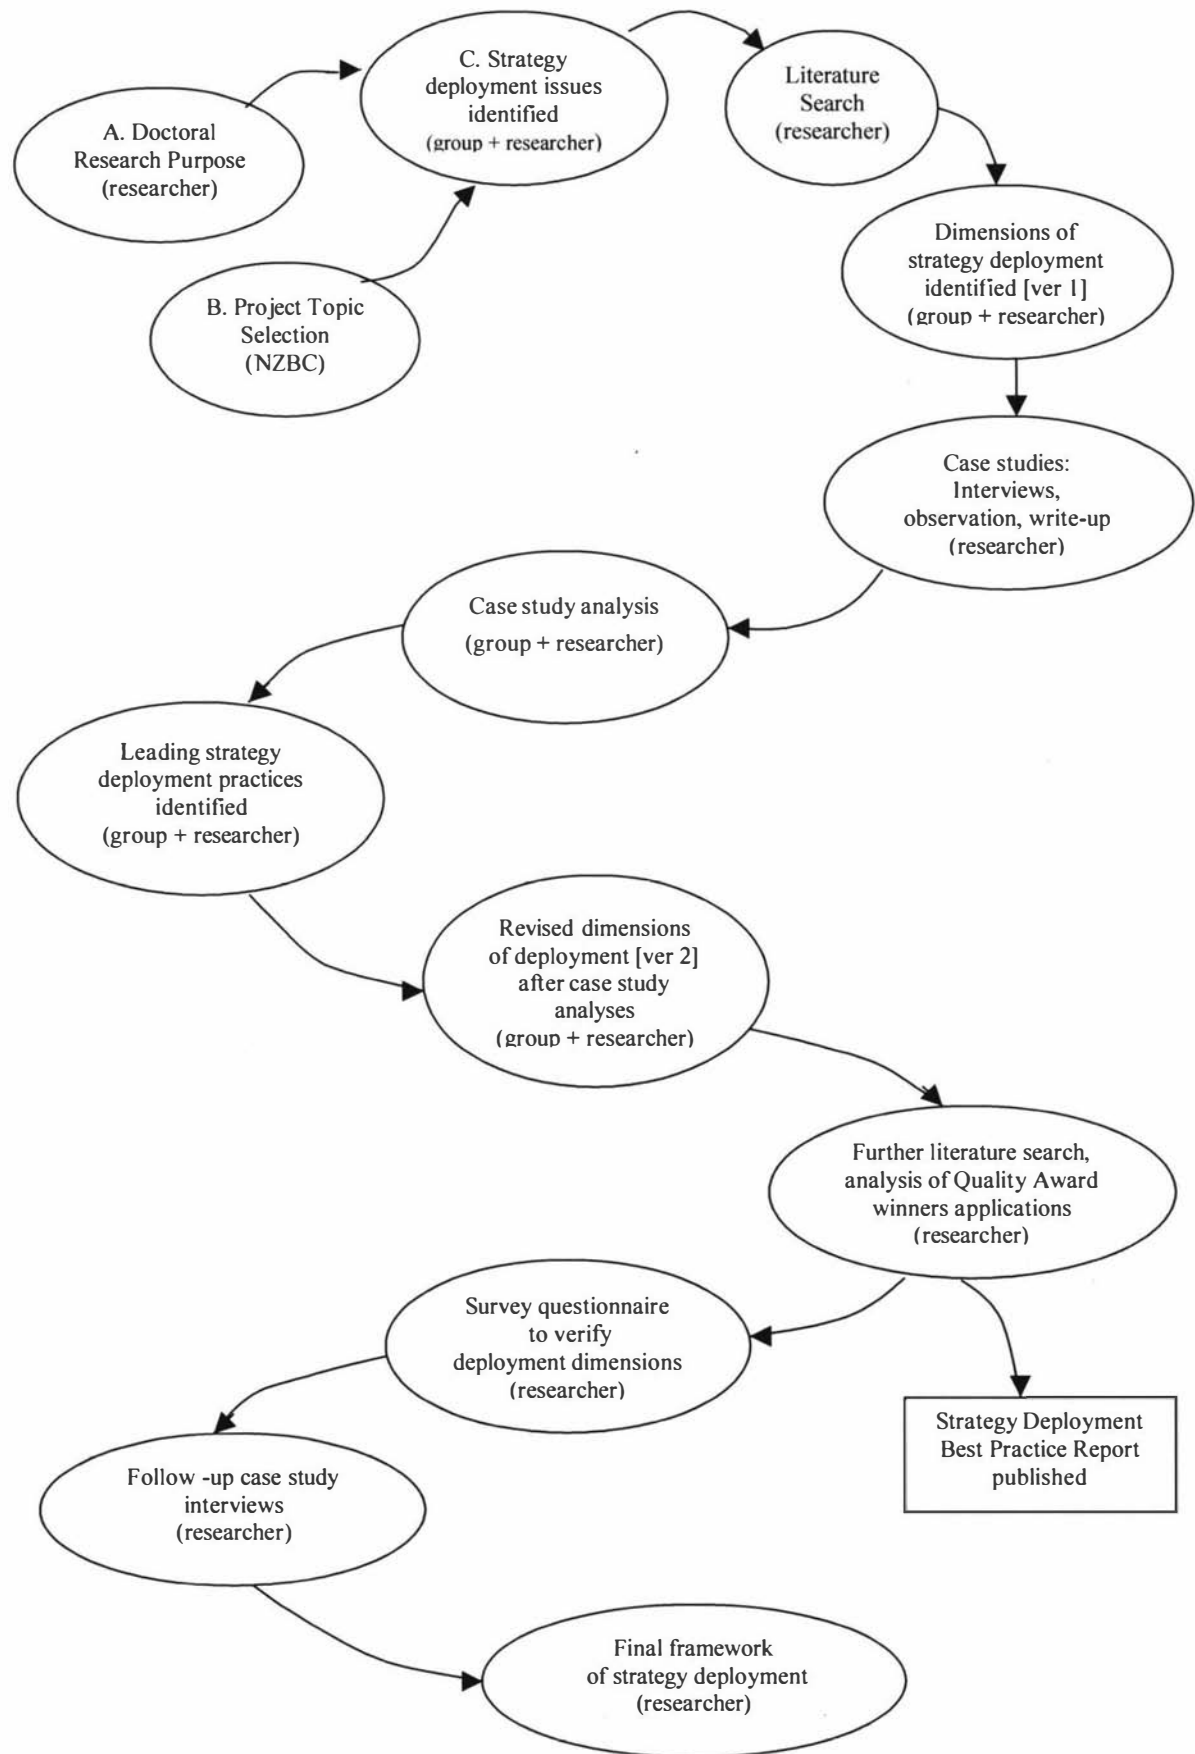 A. Doctoral
Research Purpose
(researcher)
C. Strategy
deployment issues
identified
(group + researcher)
Literature
Search
(researcher)
B. Project Topic
Selection
(NZBC)
Dimensions of
strategy deployment
identified [ver 1]
(group + researcher)
Case studies:
Interviews,
observation, write-up
(researcher)
Case study analysis
(group + researcher)
Leading strategy
deployment practices
identified
(group + researcher)
Revised dimensions
of deployment [ver 2]
after case study
analyses
(group + researcher)
Further literature search,
analysis of Quality Award
winners applications
(researcher)
Survey questionnaire
to verify
deployment dimensions
(researcher)
Strategy Deployment
Best Practice Report
published
Follow -up case study
interviews
(researcher)
Final framework
of strategy deployment
(researcher)